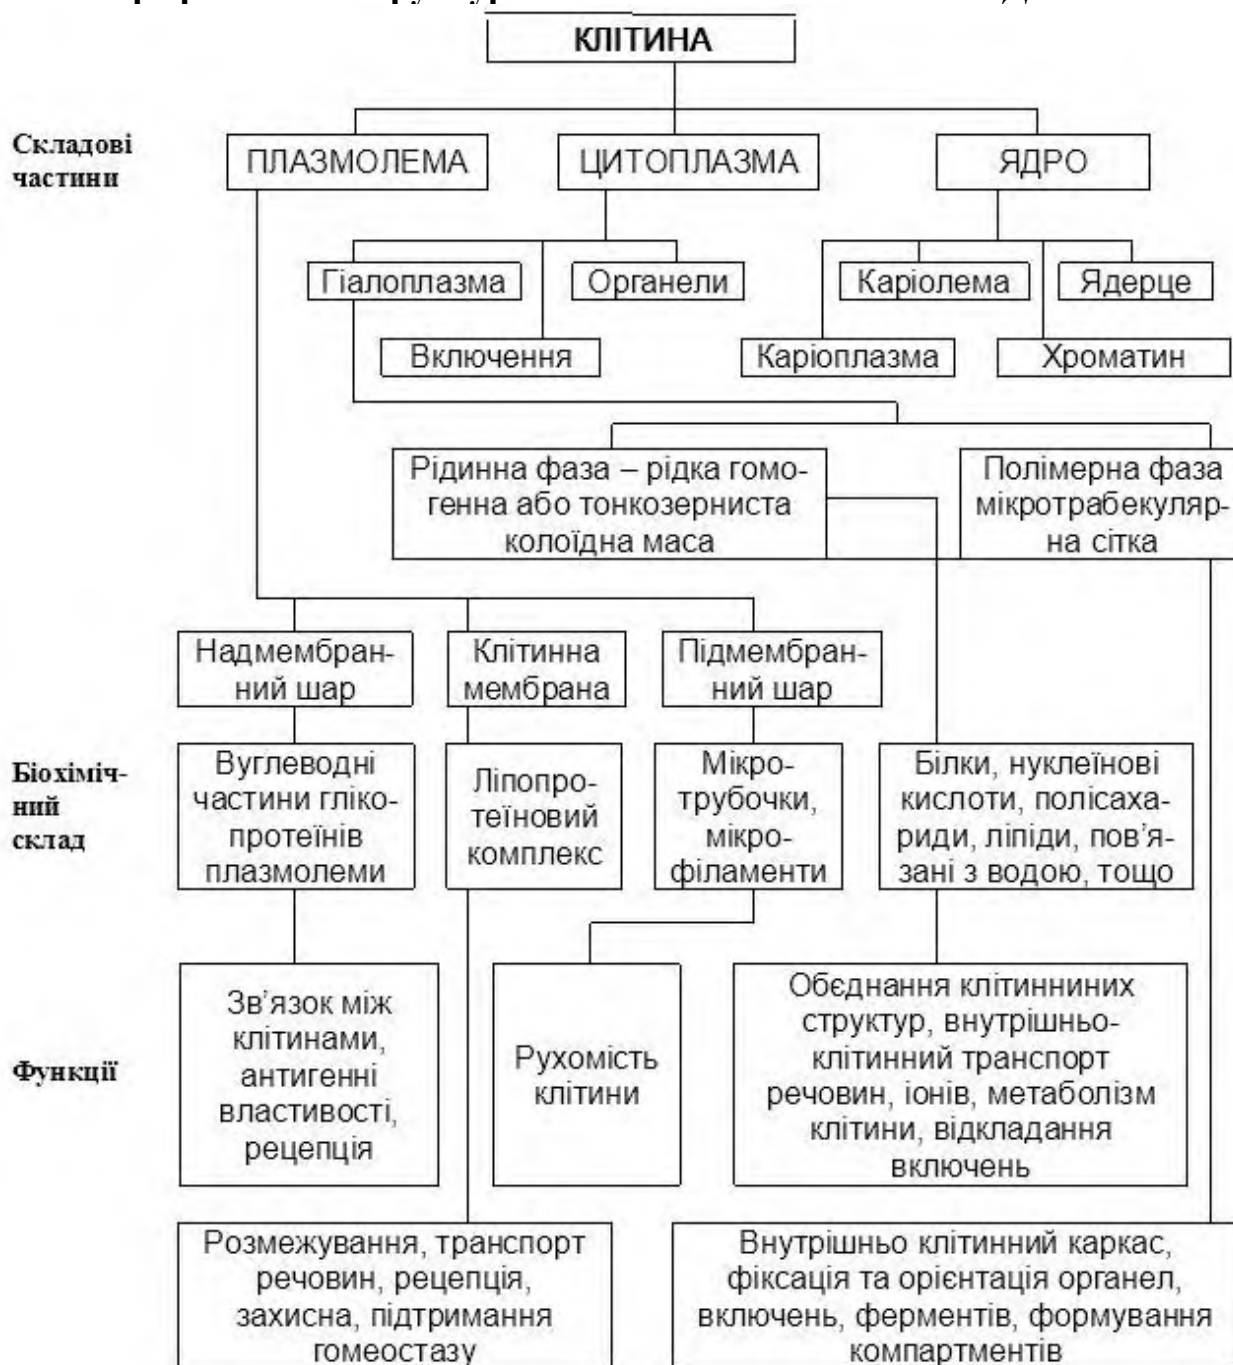 КЛІТИНА
Складові
частини
ПЛАЗМОЛЕМА
ЦИТОПЛАЗМА
ЯДРО
Гіалоплазма
Органели
Каріолема
Ядерце
Включення
Каріоплазма
Хроматин
Рідинна фаза – рідка гомо-
генна або тонкозерниста
колоїдна маса
Полімерна фаза
мікротрабекуляр-
на сітка
Надмембран-
ний шар
Клітинна
мембрана
Підмембран-
ний шар
Біохіміч-
ний
склад
Вуглеводні
частини гліко-
протеїнів
плазмолеми
Ліпопро-
теїновий
комплекс
Мікро-
трубочки,
мікро-
філаменти
Білки, нуклеїнові
кислоти, полісаха-
риди, ліпіди, пов’я-
зані з водою, тощо
Функції
Зв’язок між
клітинами,
антигенні
властивості,
рецепція
Рухомість
клітини
Обєднання клітинниних
структур, внутрішньо-
клітинний транспорт
речовин, іонів, метаболізм
клітини, відкладання
включень
Розмежування, транспорт
речовин, рецепція,
захисна, підтримання
гомеостазу
Внутрішньо клітинний каркас,
фіксація та орієнтація органел,
включень, ферментів, формування
компартментів